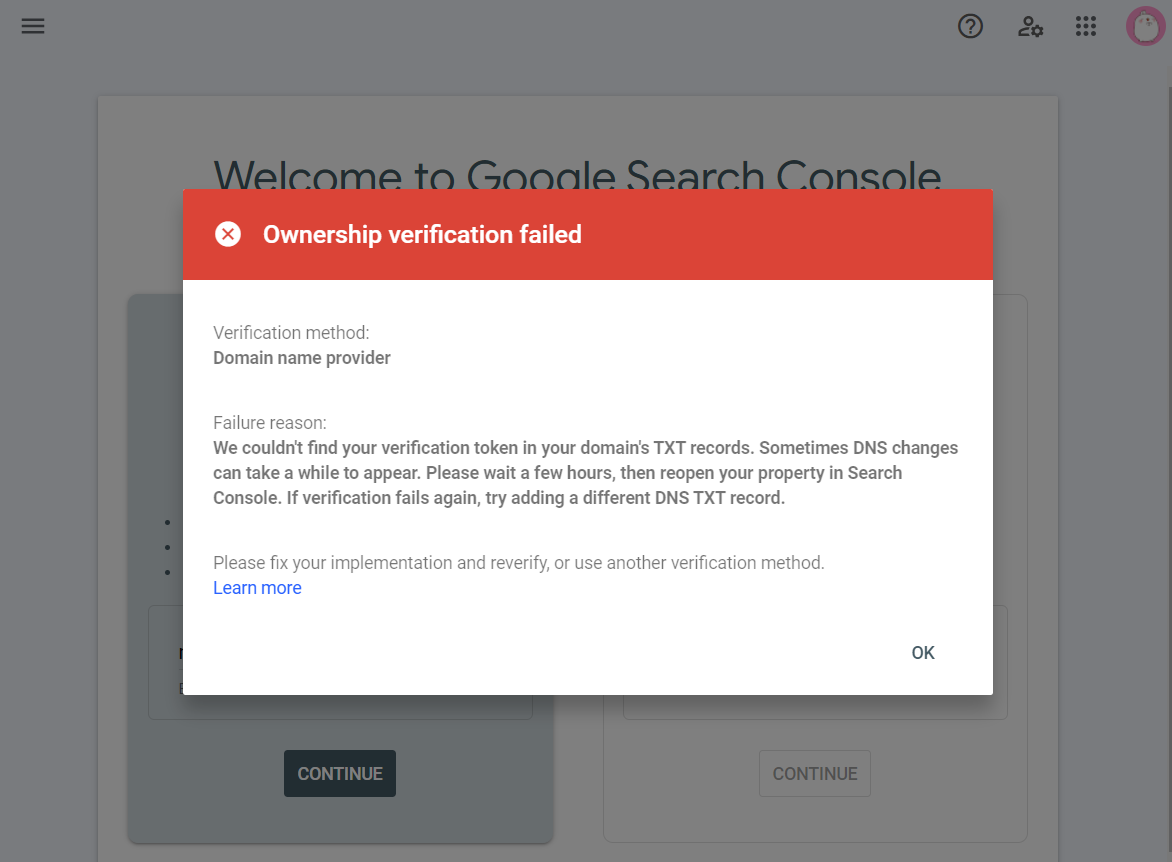 Welcome to Google Search Console
Ownership verification failed
Verification method:
Domain name provider
Failure reason:
We couldn't find your verification token in your domain's TXT records. Sometimes DNS changes
can take a while to appear. Please wait a few hours, then reopen your property in Search
Console. If verification fails again, try adding a different DNS TXT record.
Please fix your implementation and reverify, or use another verification method.
Learn more
OK
CONTINUE
CONTINUE